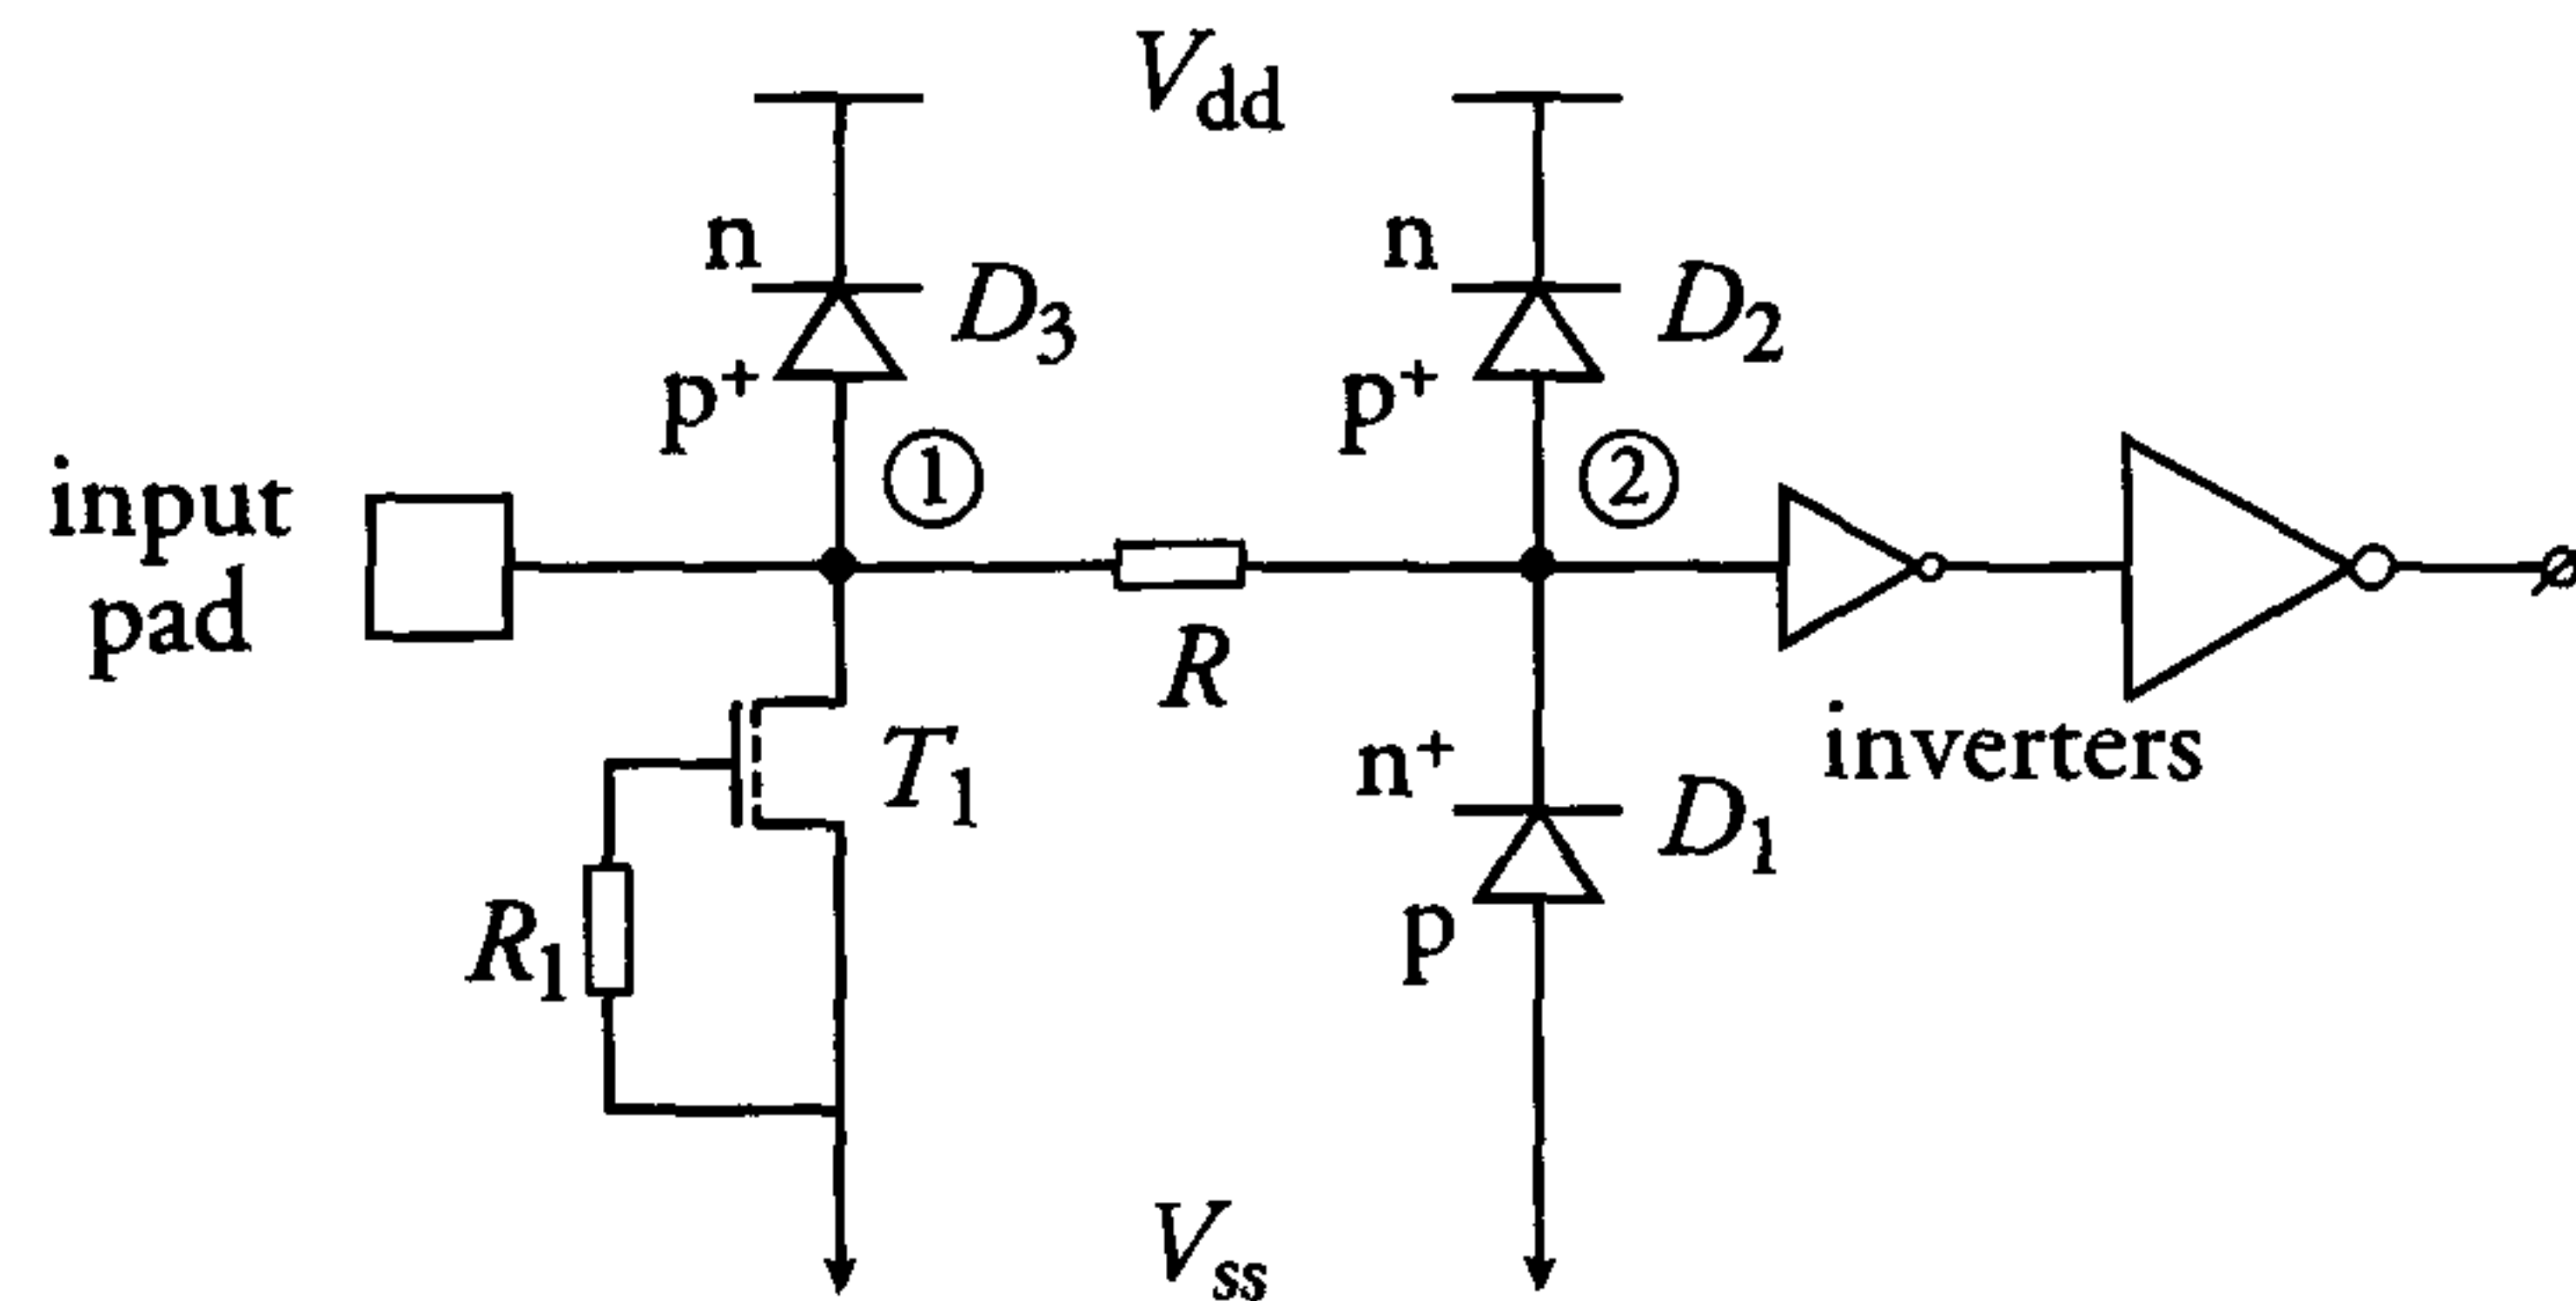 Vdd
n
D3
n
D2
p+
p+
input
pad
①
②
R
T1
n+
D1
inverters
R1
p
Vss